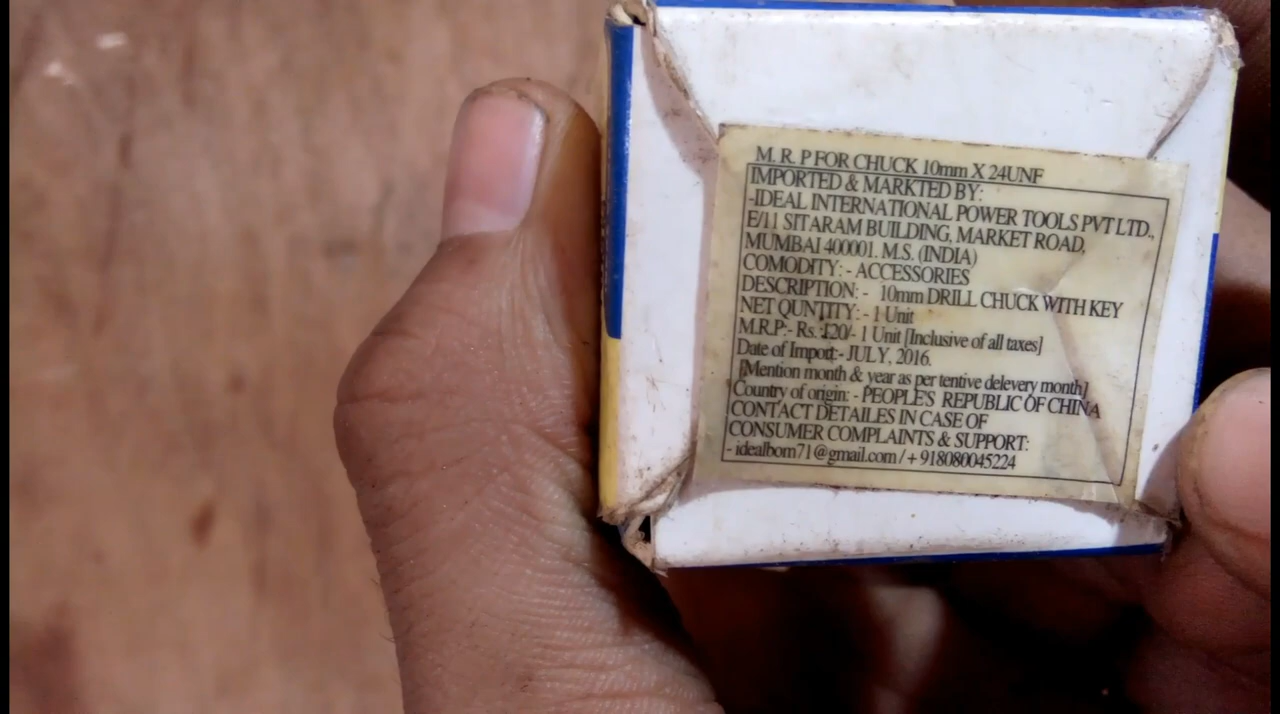 M. R. P FOR CHUCK 10mm X 24UNF
IMPORTED & MARKTED BY:
-IDEAL INTERNATIONAL POWER TOOLS PVT LTD.,
E/11 SITARAM BUILDING, MARKET ROAD,
MUMBAI 400001. M.S. (INDIA)
COMODITY: - ACCESSORIES
DESCRIPTION: - 10mm DRILL CHUCK WITH KEY
NET QUNTITY: - 1 Unit
M.R.P:- Rs. 120/- 1 Unit [Inclusive of all taxes]
Date of Import:- JULY, 2016.
[Mention month & year as per tentive delevery month]
Country of origin: - PEOPLE'S REPUBLIC OF CHINA
CONTACT DETAILES IN CASE OF
CONSUMER COMPLAINTS & SUPPORT:
- idealbom71@gmail.com / + 918080045224